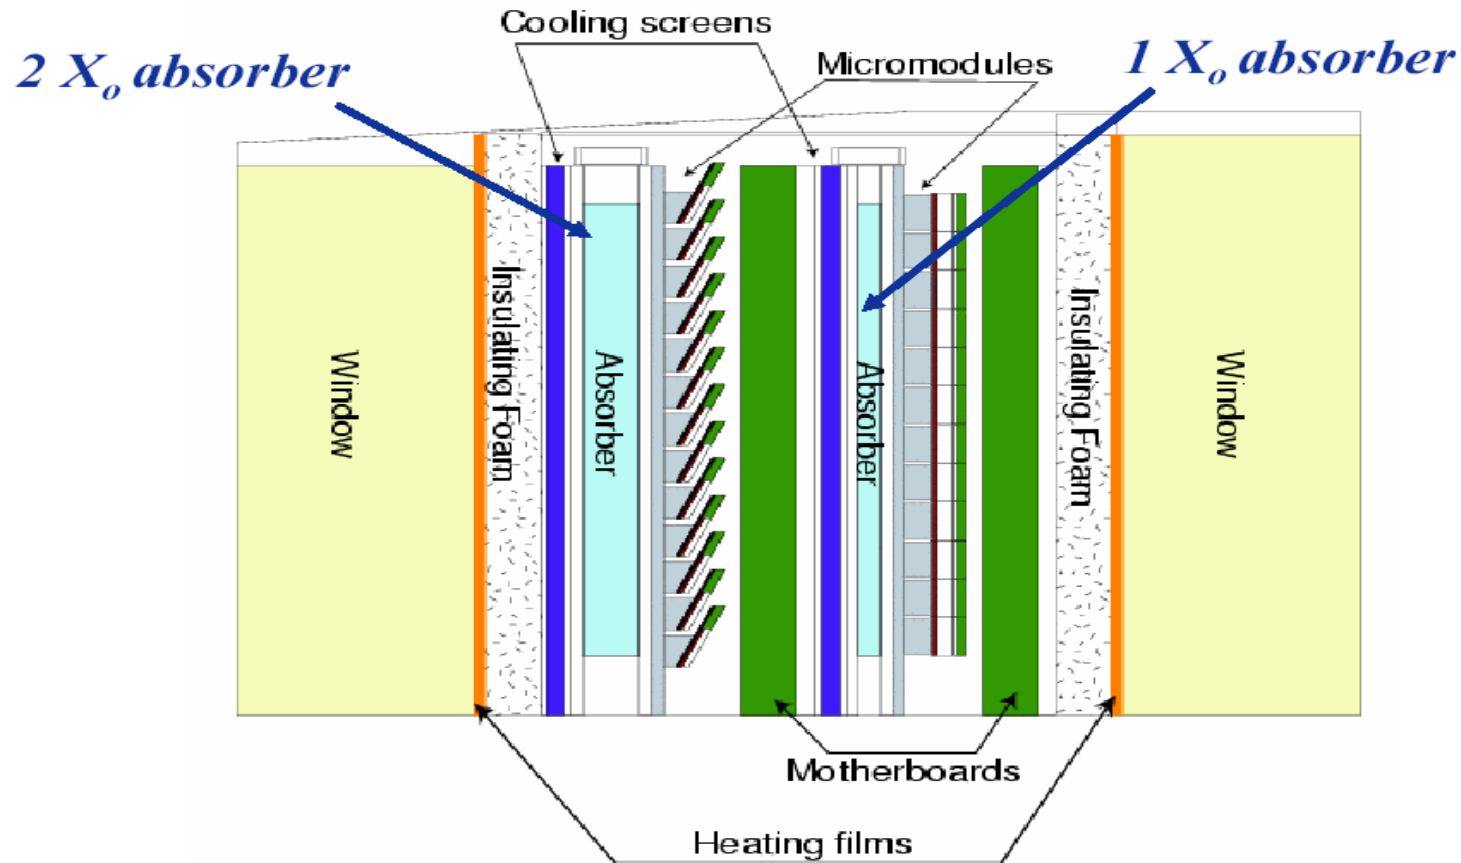 Cooling screens
2 Xo absorber
1 Xo absorber
Micromodules
Window
Insulating Foam
Absorber
Absorber
Insulating Foam
Window
Motherboards
Heating films